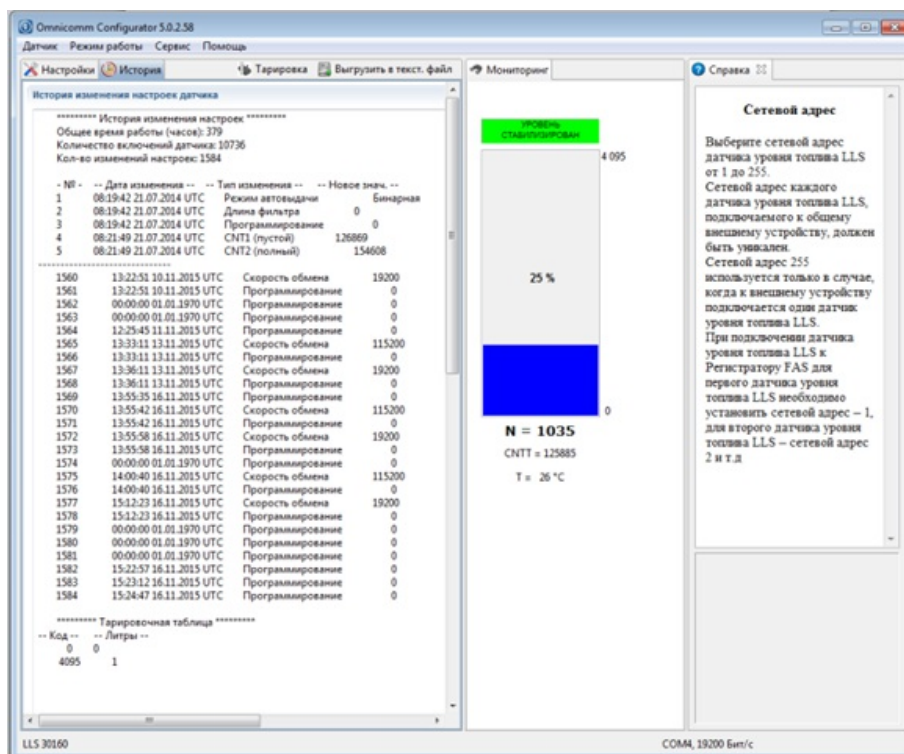 Omnicomm Configurator 5.0.2.58
Датчик Режим работы Сервис Помощь
Настройки История Тарировка Выгрузить в текст. файл
Мониторинг
Справка
История изменения настроек датчика
********* История изменения настроек *********
Общее время работы (часов): 379
Количество включений датчика: 10736
Кол-во изменений настроек: 1584
- № - -- Дата изменения -- -- Тип изменения -- -- Новое знач. --
1 08:19:42 21.07.2014 UTC Режим автовыдачи Бинарная
2 08:19:42 21.07.2014 UTC Длина фильтра 0
3 08:19:42 21.07.2014 UTC Программирование 0
4 08:21:49 21.07.2014 UTC CNT1 (пустой) 126869
5 08:21:49 21.07.2014 UTC CNT2 (полный) 154608
------------------------------
1560 13:22:51 10.11.2015 UTC Скорость обмена 19200
1561 13:22:51 10.11.2015 UTC Программирование 0
1562 00:00:00 01.01.1970 UTC Программирование 0
1563 00:00:00 01.01.1970 UTC Программирование 0
1564 12:25:45 11.11.2015 UTC Программирование 0
1565 13:33:11 13.11.2015 UTC Скорость обмена 115200
1566 13:33:11 13.11.2015 UTC Программирование 0
1567 13:36:11 13.11.2015 UTC Скорость обмена 19200
1568 13:36:11 13.11.2015 UTC Программирование 0
1569 13:55:35 16.11.2015 UTC Программирование 0
1570 13:55:42 16.11.2015 UTC Скорость обмена 115200
1571 13:55:42 16.11.2015 UTC Программирование 0
1572 13:55:58 16.11.2015 UTC Скорость обмена 19200
1573 13:55:58 16.11.2015 UTC Программирование 0
1574 00:00:00 01.01.1970 UTC Программирование 0
1575 14:00:40 16.11.2015 UTC Скорость обмена 115200
1576 14:00:40 16.11.2015 UTC Программирование 0
1577 15:12:23 16.11.2015 UTC Скорость обмена 19200
1578 15:12:23 16.11.2015 UTC Программирование 0
1579 00:00:00 01.01.1970 UTC Программирование 0
1580 00:00:00 01.01.1970 UTC Программирование 0
1581 00:00:00 01.01.1970 UTC Программирование 0
1582 15:22:57 16.11.2015 UTC Программирование 0
1583 15:23:12 16.11.2015 UTC Программирование 0
1584 15:24:47 16.11.2015 UTC Программирование 0
********* Тарировочная таблица *********
-- Код -- -- Литры --
0 0
4095 1
УРОВЕНЬ
СТАБИЛИЗИРОВАН
4 095
25 %
0
N = 1035
CNTT = 125885
T = 26 °C
Сетевой адрес
Выберите сетевой адрес
датчика уровня топлива LLS
от 1 до 255.
Сетевой адрес каждого
датчика уровня топлива LLS,
подключаемого к общему
внешнему устройству, должен
быть уникален.
Сетевой адрес 255
используется только в случае,
когда к внешнему устройству
подключается один датчик
уровня топлива LLS.
При подключении датчика
уровня топлива LLS к
Регистратору FAS для
первого датчика уровня
топлива LLS необходимо
установить сетевой адрес – 1,
для второго датчика уровня
топлива LLS – сетевой адрес
2 и т.д
LLS 30160
COM4, 19200 Бит/с